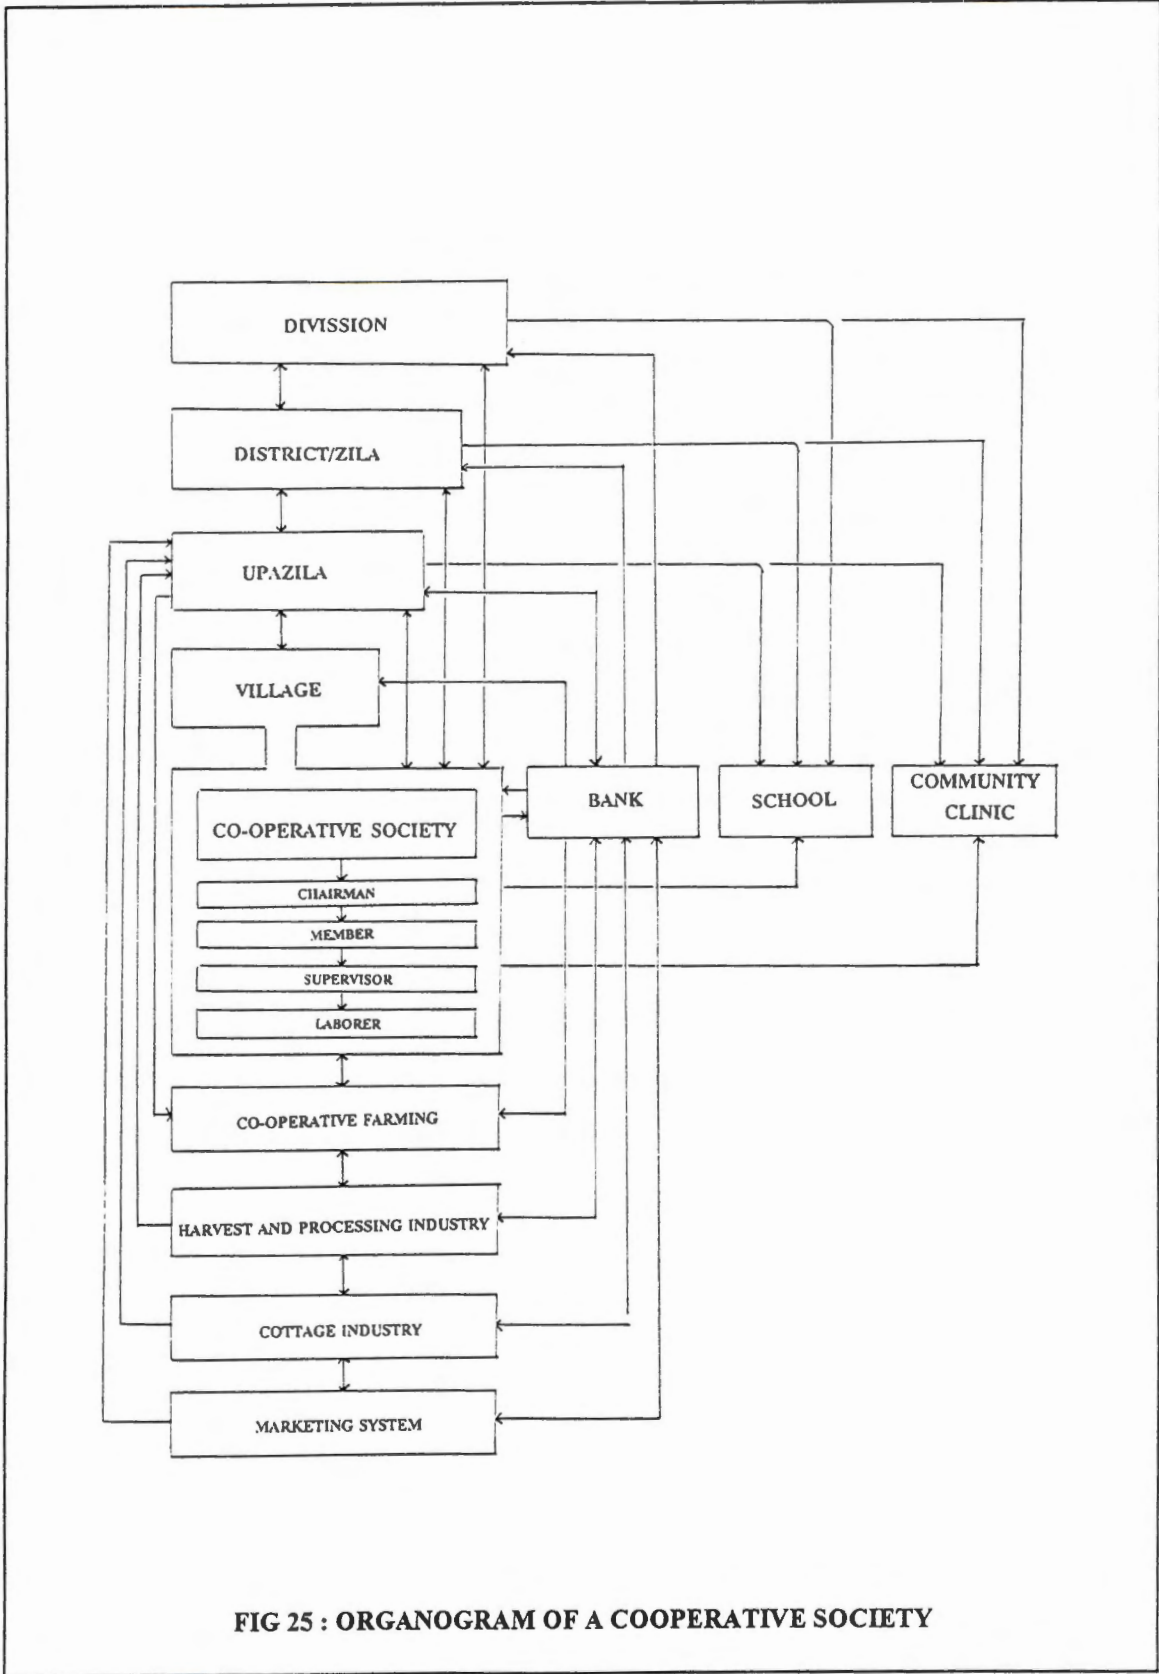 DIVISSION
DISTRICT/ZILA
UPAZILA
VILLAGE
CO-OPERATIVE SOCIETY
CHAIRMAN
MEMBER
SUPERVISOR
LABORER
BANK
SCHOOL
COMMUNITY
CLINIC
CO-OPERATIVE FARMING
HARVEST AND PROCESSING INDUSTRY
COTTAGE INDUSTRY
MARKETING SYSTEM
FIG 25 : ORGANOGRAM OF A COOPERATIVE SOCIETY